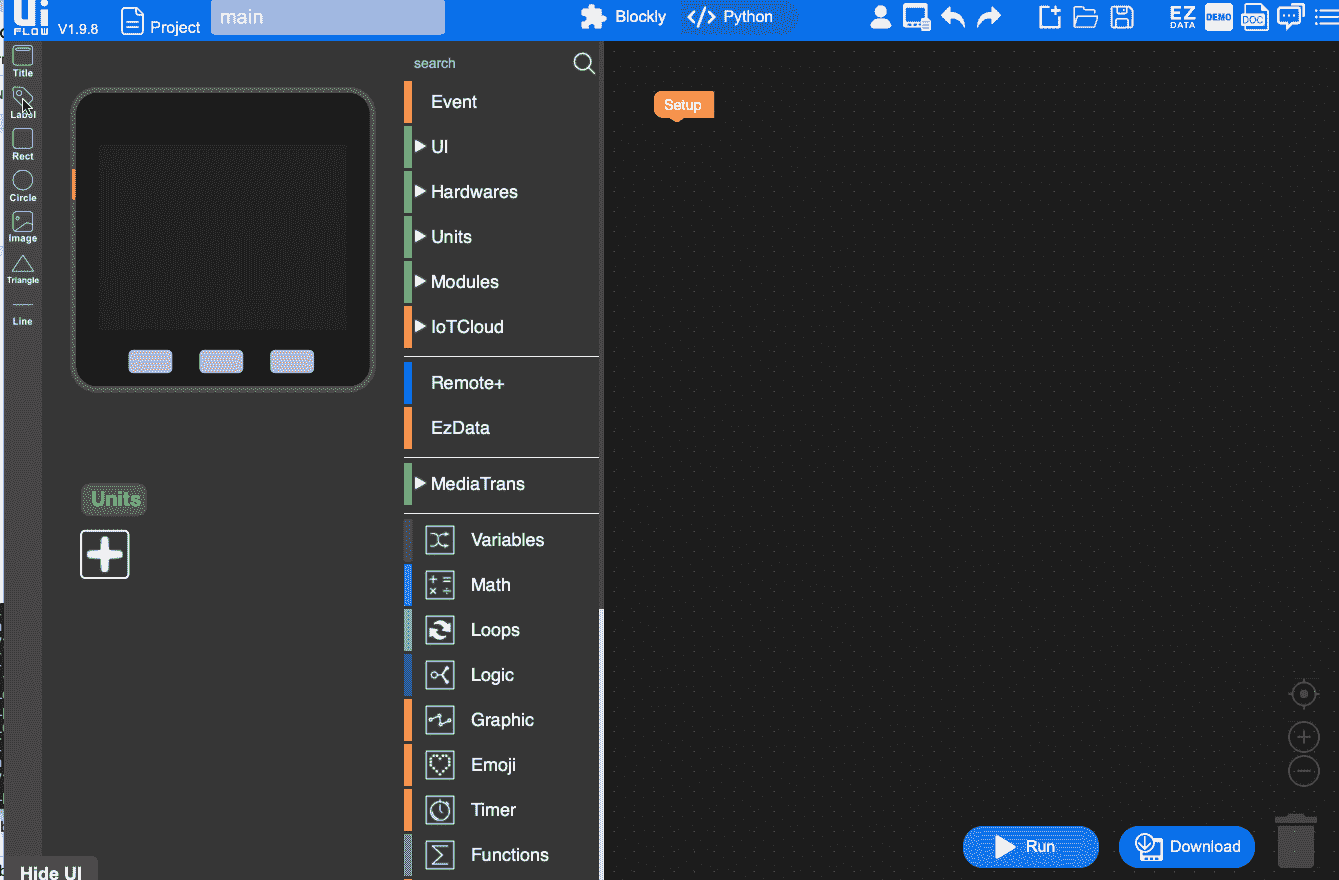 Ui
FLOW
V1.9.8
Project
main
Blockly
Python
EZ
DATA
DEMO
DOC
Title
Label
Rect
Circle
Image
Triangle
Line
Units
Hide UI
search
Event
UI
Hardwares
Units
Modules
IoTCloud
Remote+
EzData
MediaTrans
Variables
Math
Loops
Logic
Graphic
Emoji
Timer
Functions
Setup
Run
Download